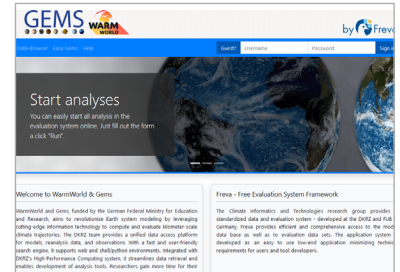 GEMS WARM
WORLD
by Freva
Data-Browser Easy Gems Help Guest! Username Password Sign in
Start analyses
You can easily start all analysis in the
evaluation system online. Just fill out the form
a click "Run".
Welcome to WarmWorld & Gems
WarmWorld and Gems, funded by the German Federal Ministry for Education
and Research, aims to revolutionize Earth system modeling by leveraging
cutting-edge information technology to compute and evaluate kilometer-scale
climate trajectories. The DKRZ team provides a unified data access platform
for models, reanalysis data, and observations. With a fast and user-friendly
search engine, it supports web and shell/python environments. Integrated with
DKRZ's High-Performance Computing system, it streamlines data retrieval and
enables development of analysis tools. Researchers gain more time for their
Freva - Free Evaluation System Framework
The Climate Informatics and Technologies research group provides
standardized data and evaluation system - developed at the DKRZ and FUB
Germany. Freva provides efficient and comprehensive access to the mod
data base as well as to evaluation data sets. The application system
developed as an easy to use low-end application minimizing technic
requirements for users and tool developers.